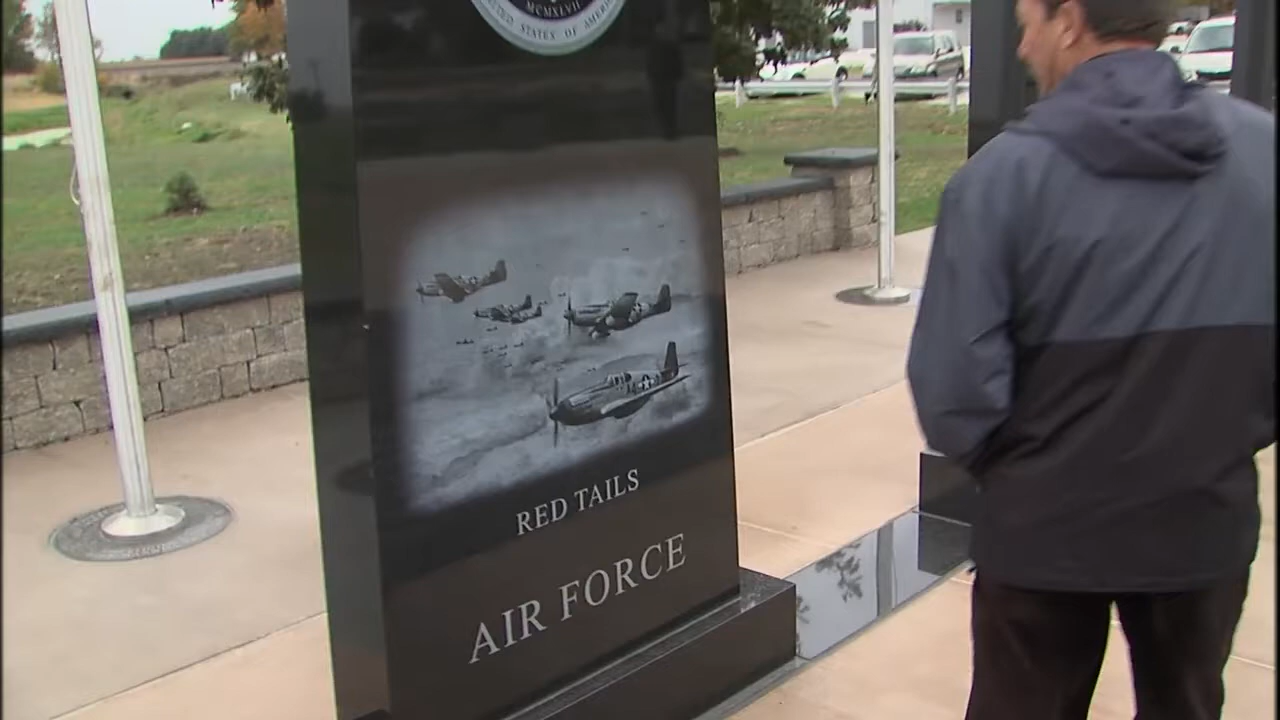 MCMXLVII
UNITED STATES OF AMERICA
RED TAILS
AIR FORCE